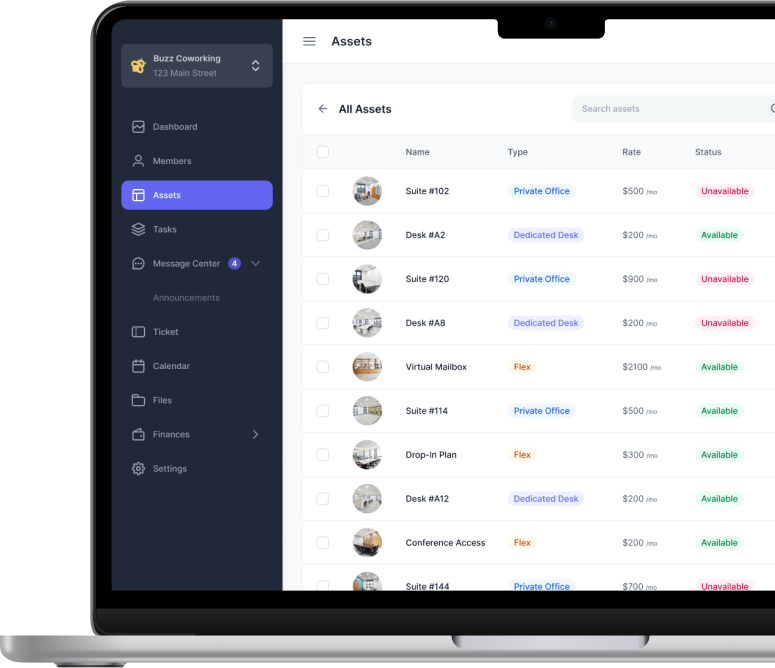 Buzz Coworking
123 Main Street
Assets
Dashboard
Members
Assets
Tasks
Message Center 4
Announcements
Ticket
Calendar
Files
Finances
Settings
All Assets
Search assets
Name Type Rate Status
Suite #102 Private Office $500 /mo Unavailable
Desk #A2 Dedicated Desk $200 /mo Available
Suite #120 Private Office $900 /mo Unavailable
Desk #A8 Dedicated Desk $200 /mo Unavailable
Virtual Mailbox Flex $2100 /mo Available
Suite #114 Private Office $500 /mo Available
Drop-In Plan Flex $300 /mo Available
Desk #A12 Dedicated Desk $200 /mo Available
Conference Access Flex $200 /mo Available
Suite #144 Private Office $700 /mo Unavailable